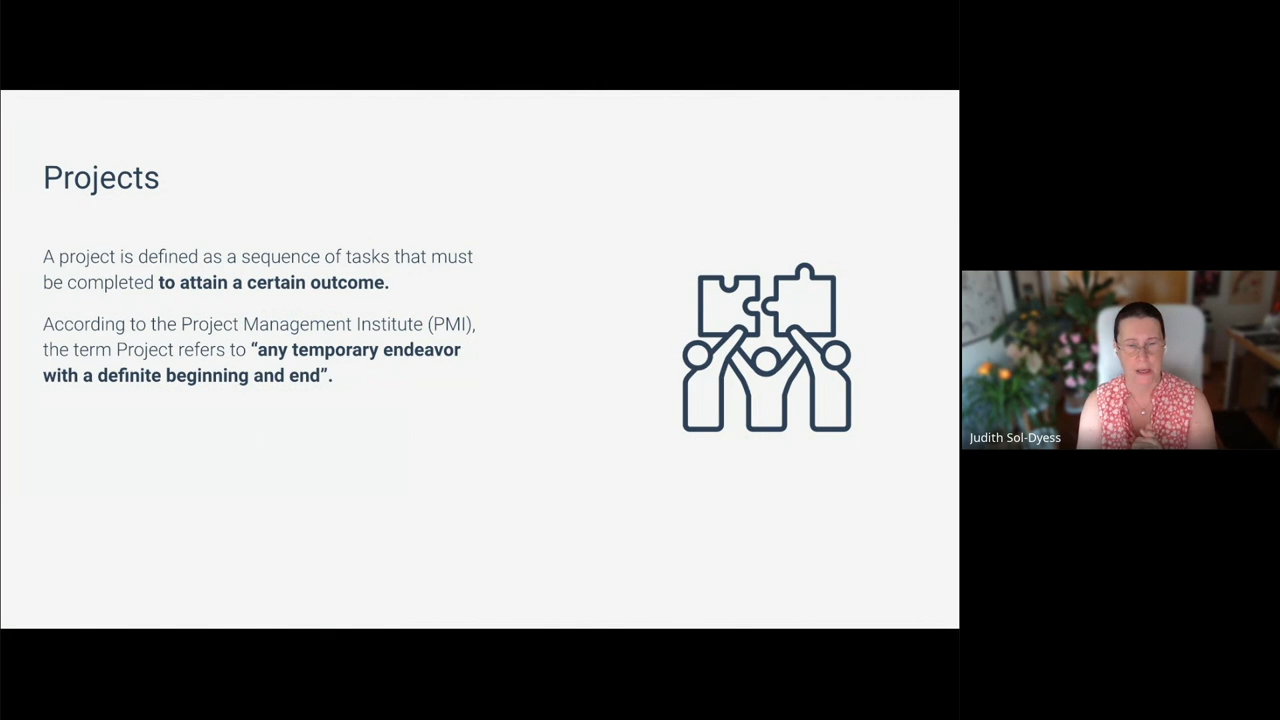 Projects
A project is defined as a sequence of tasks that must
be completed to attain a certain outcome.
According to the Project Management Institute (PMI),
the term Project refers to “any temporary endeavor
with a definite beginning and end”.
Judith Sol-Dyess